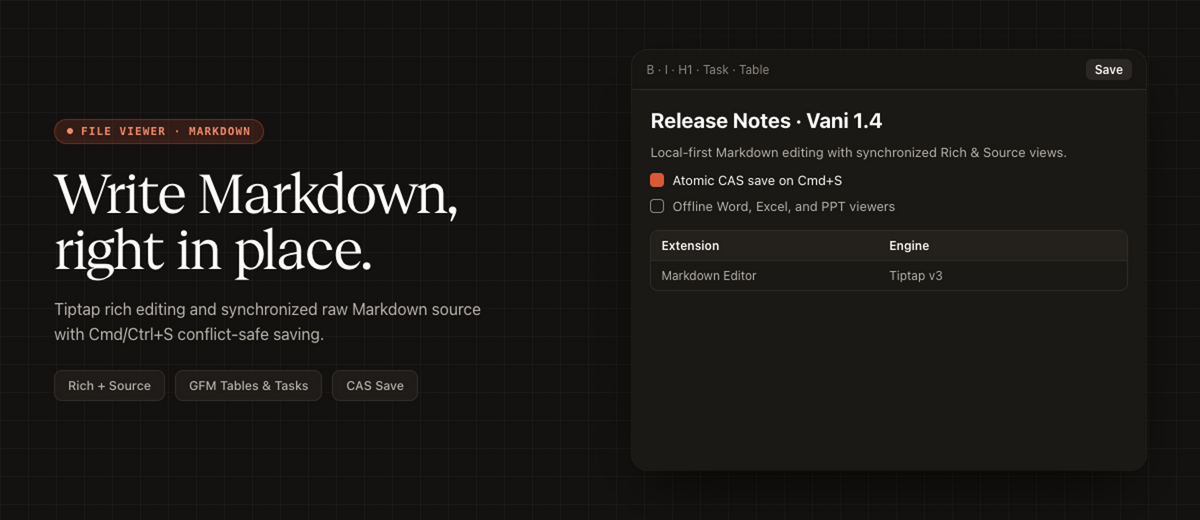 FILE VIEWER · MARKDOWN
Write Markdown,
right in place.
Tiptap rich editing and synchronized raw Markdown source
with Cmd/Ctrl+S conflict-safe saving.
Rich + Source
GFM Tables & Tasks
CAS Save
B · I · H1 · Task · Table
Save
Release Notes · Vani 1.4
Local-first Markdown editing with synchronized Rich & Source views.
Atomic CAS save on Cmd+S
Offline Word, Excel, and PPT viewers
Extension Engine
Markdown Editor Tiptap v3